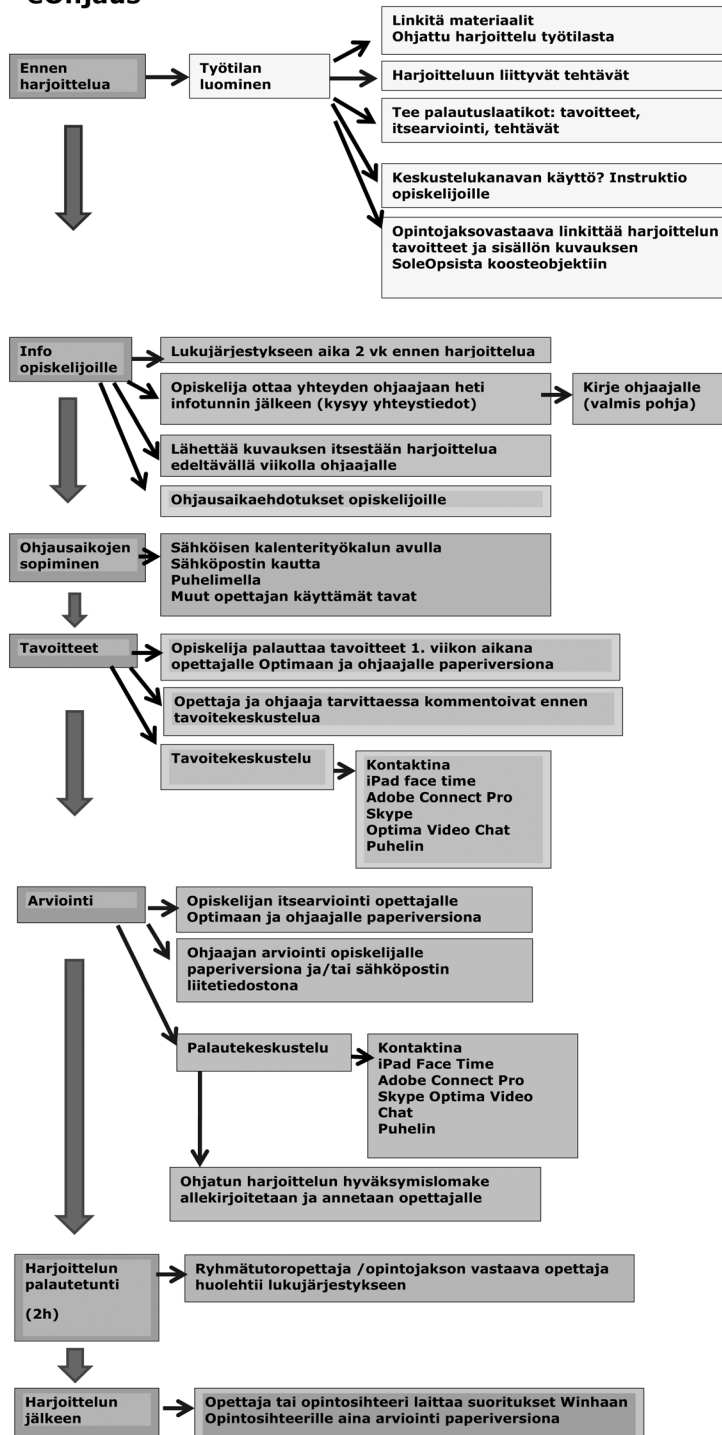 eOhjaus
Ennen
harjoittelua
Työtilan
luominen
Linkitä materiaalit
Ohjattu harjoittelu työtilasta
Harjoitteluun liittyvät tehtävät
Tee palautuslaatikot: tavoitteet,
itsearviointi, tehtävät
Keskustelukanavan käyttö? Instruktio
opiskelijoille
Opintojaksovastaava linkittää harjoittelun
tavoitteet ja sisällön kuvauksen
SoleOpsista koosteobjektiin
Info
opiskelijoille
Lukujärjestykseen aika 2 vk ennen harjoittelua
Opiskelija ottaa yhteyden ohjaajaan heti
infotunnin jälkeen (kysyy yhteystiedot)
Kirje ohjaajalle
(valmis pohja)
Lähettää kuvauksen itsestään harjoittelua
edeltävällä viikolla ohjaajalle
Ohjausaikaehdotukset opiskelijoille
Ohjausaikojen
sopiminen
Sähköisen kalenterityökalun avulla
Sähköpostin kautta
Puhelimella
Muut opettajan käyttämät tavat
Tavoitteet
Opiskelija palauttaa tavoitteet 1. viikon aikana
opettajalle Optimaan ja ohjaajalle paperiversiona
Opettaja ja ohjaaja tarvittaessa kommentoivat ennen
tavoitekeskustelua
Tavoitekeskustelu
Kontaktina
iPad face time
Adobe Connect Pro
Skype
Optima Video Chat
Puhelin
Arviointi
Opiskelijan itsearviointi opettajalle
Optimaan ja ohjaajalle paperiversiona
Ohjaajan arviointi opiskelijalle
paperiversiona ja/tai sähköpostin
liitetiedostona
Palautekeskustelu
Kontaktina
iPad Face Time
Adobe Connect Pro
Skype Optima Video
Chat
Puhelin
Ohjatun harjoittelun hyväksymislomake
allekirjoitetaan ja annetaan opettajalle
Harjoittelun
palautetunti
(2h)
Ryhmätutoropettaja /opintojakson vastaava opettaja
huolehtii lukujärjestykseen
Harjoittelun
jälkeen
Opettaja tai opintosihteeri laittaa suoritukset Winhaan
Opintosihteerille aina arviointi paperiversiona